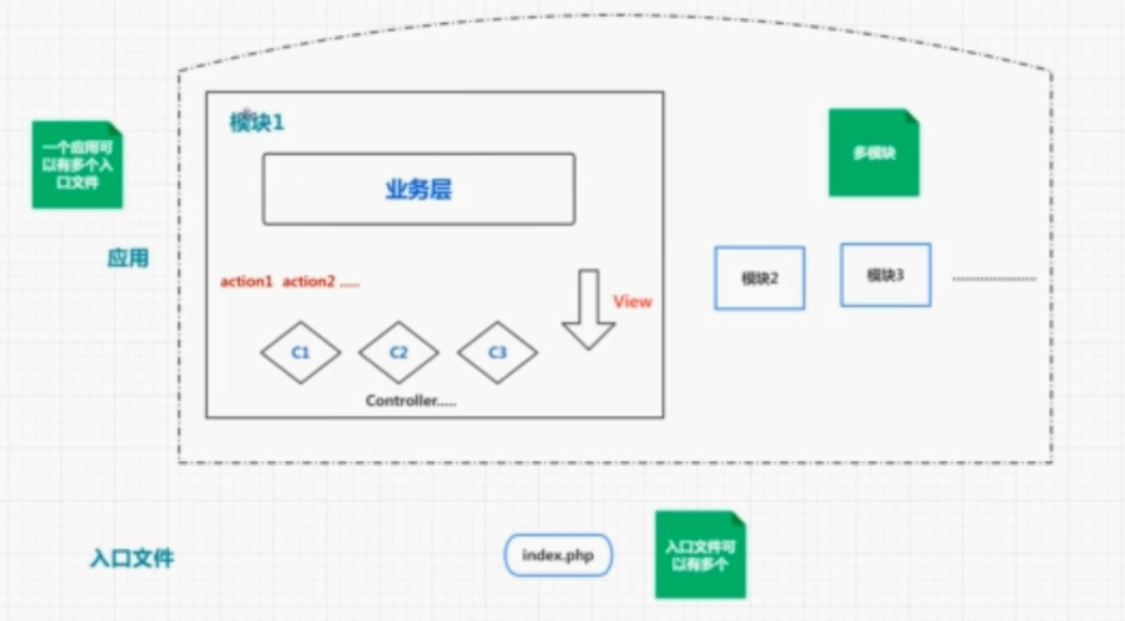 模块1
一个应用可
以有多个入
口文件
业务层
多模块
应用
action1 action2 .....
View
模块2
模块3
C1
C2
C3
Controller.....
入口文件
index.php
入口文件可
以有多个